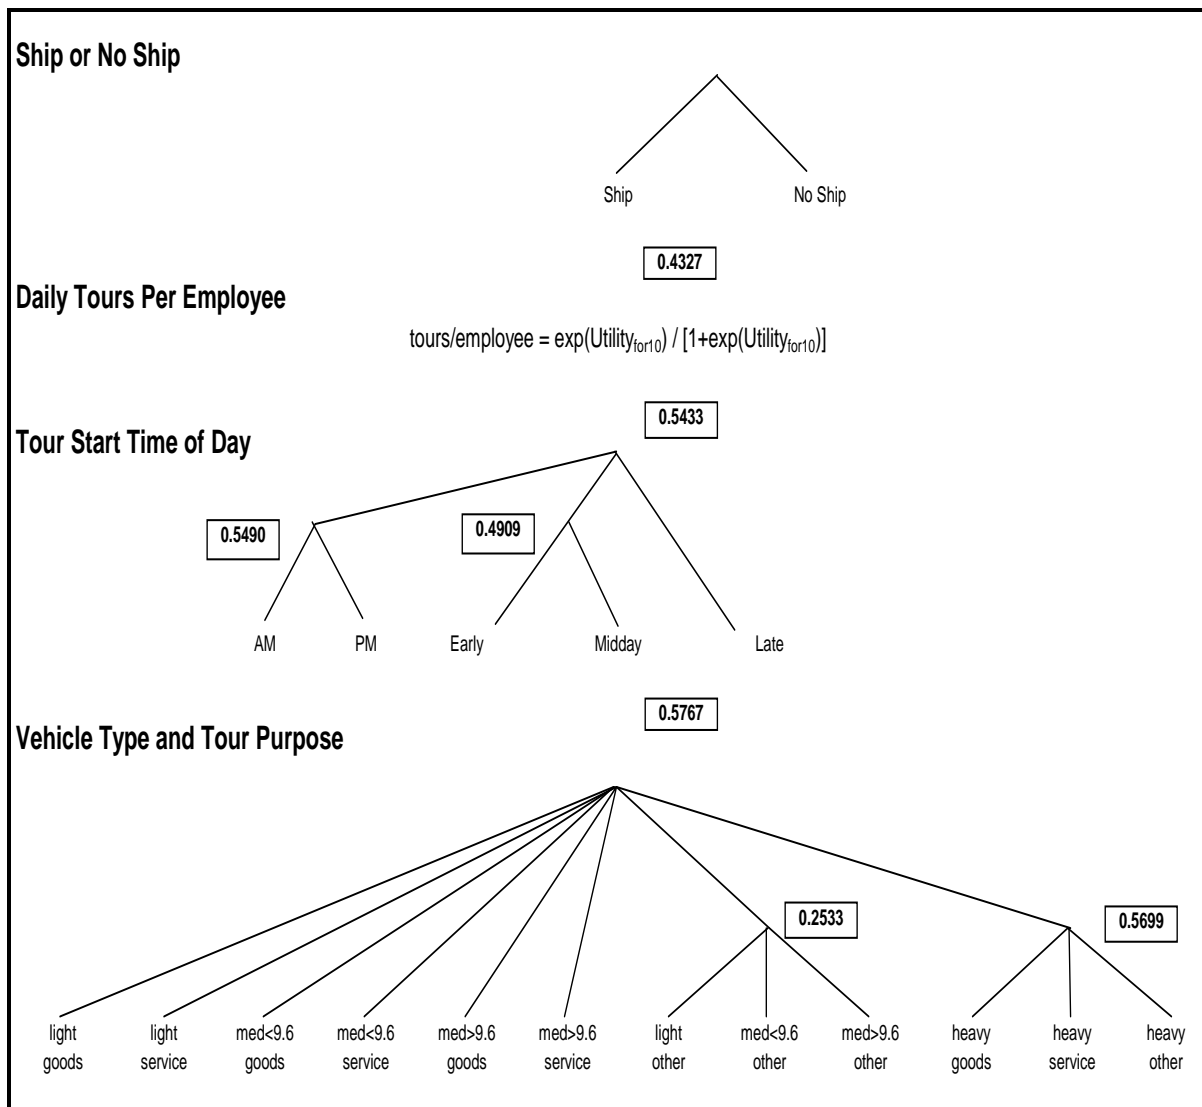 Ship or No Ship
Ship No Ship
0.4327
Daily Tours Per Employee
tours/employee = exp(Utility_for10) / [1+exp(Utility_for10)]
0.5433
Tour Start Time of Day
0.5490 0.4909
AM PM Early Midday Late
0.5767
Vehicle Type and Tour Purpose
0.2533 0.5699
light light med<9.6 med<9.6 med>9.6 med>9.6 light med<9.6 med>9.6 heavy heavy heavy
goods service goods service goods service other other other goods service other